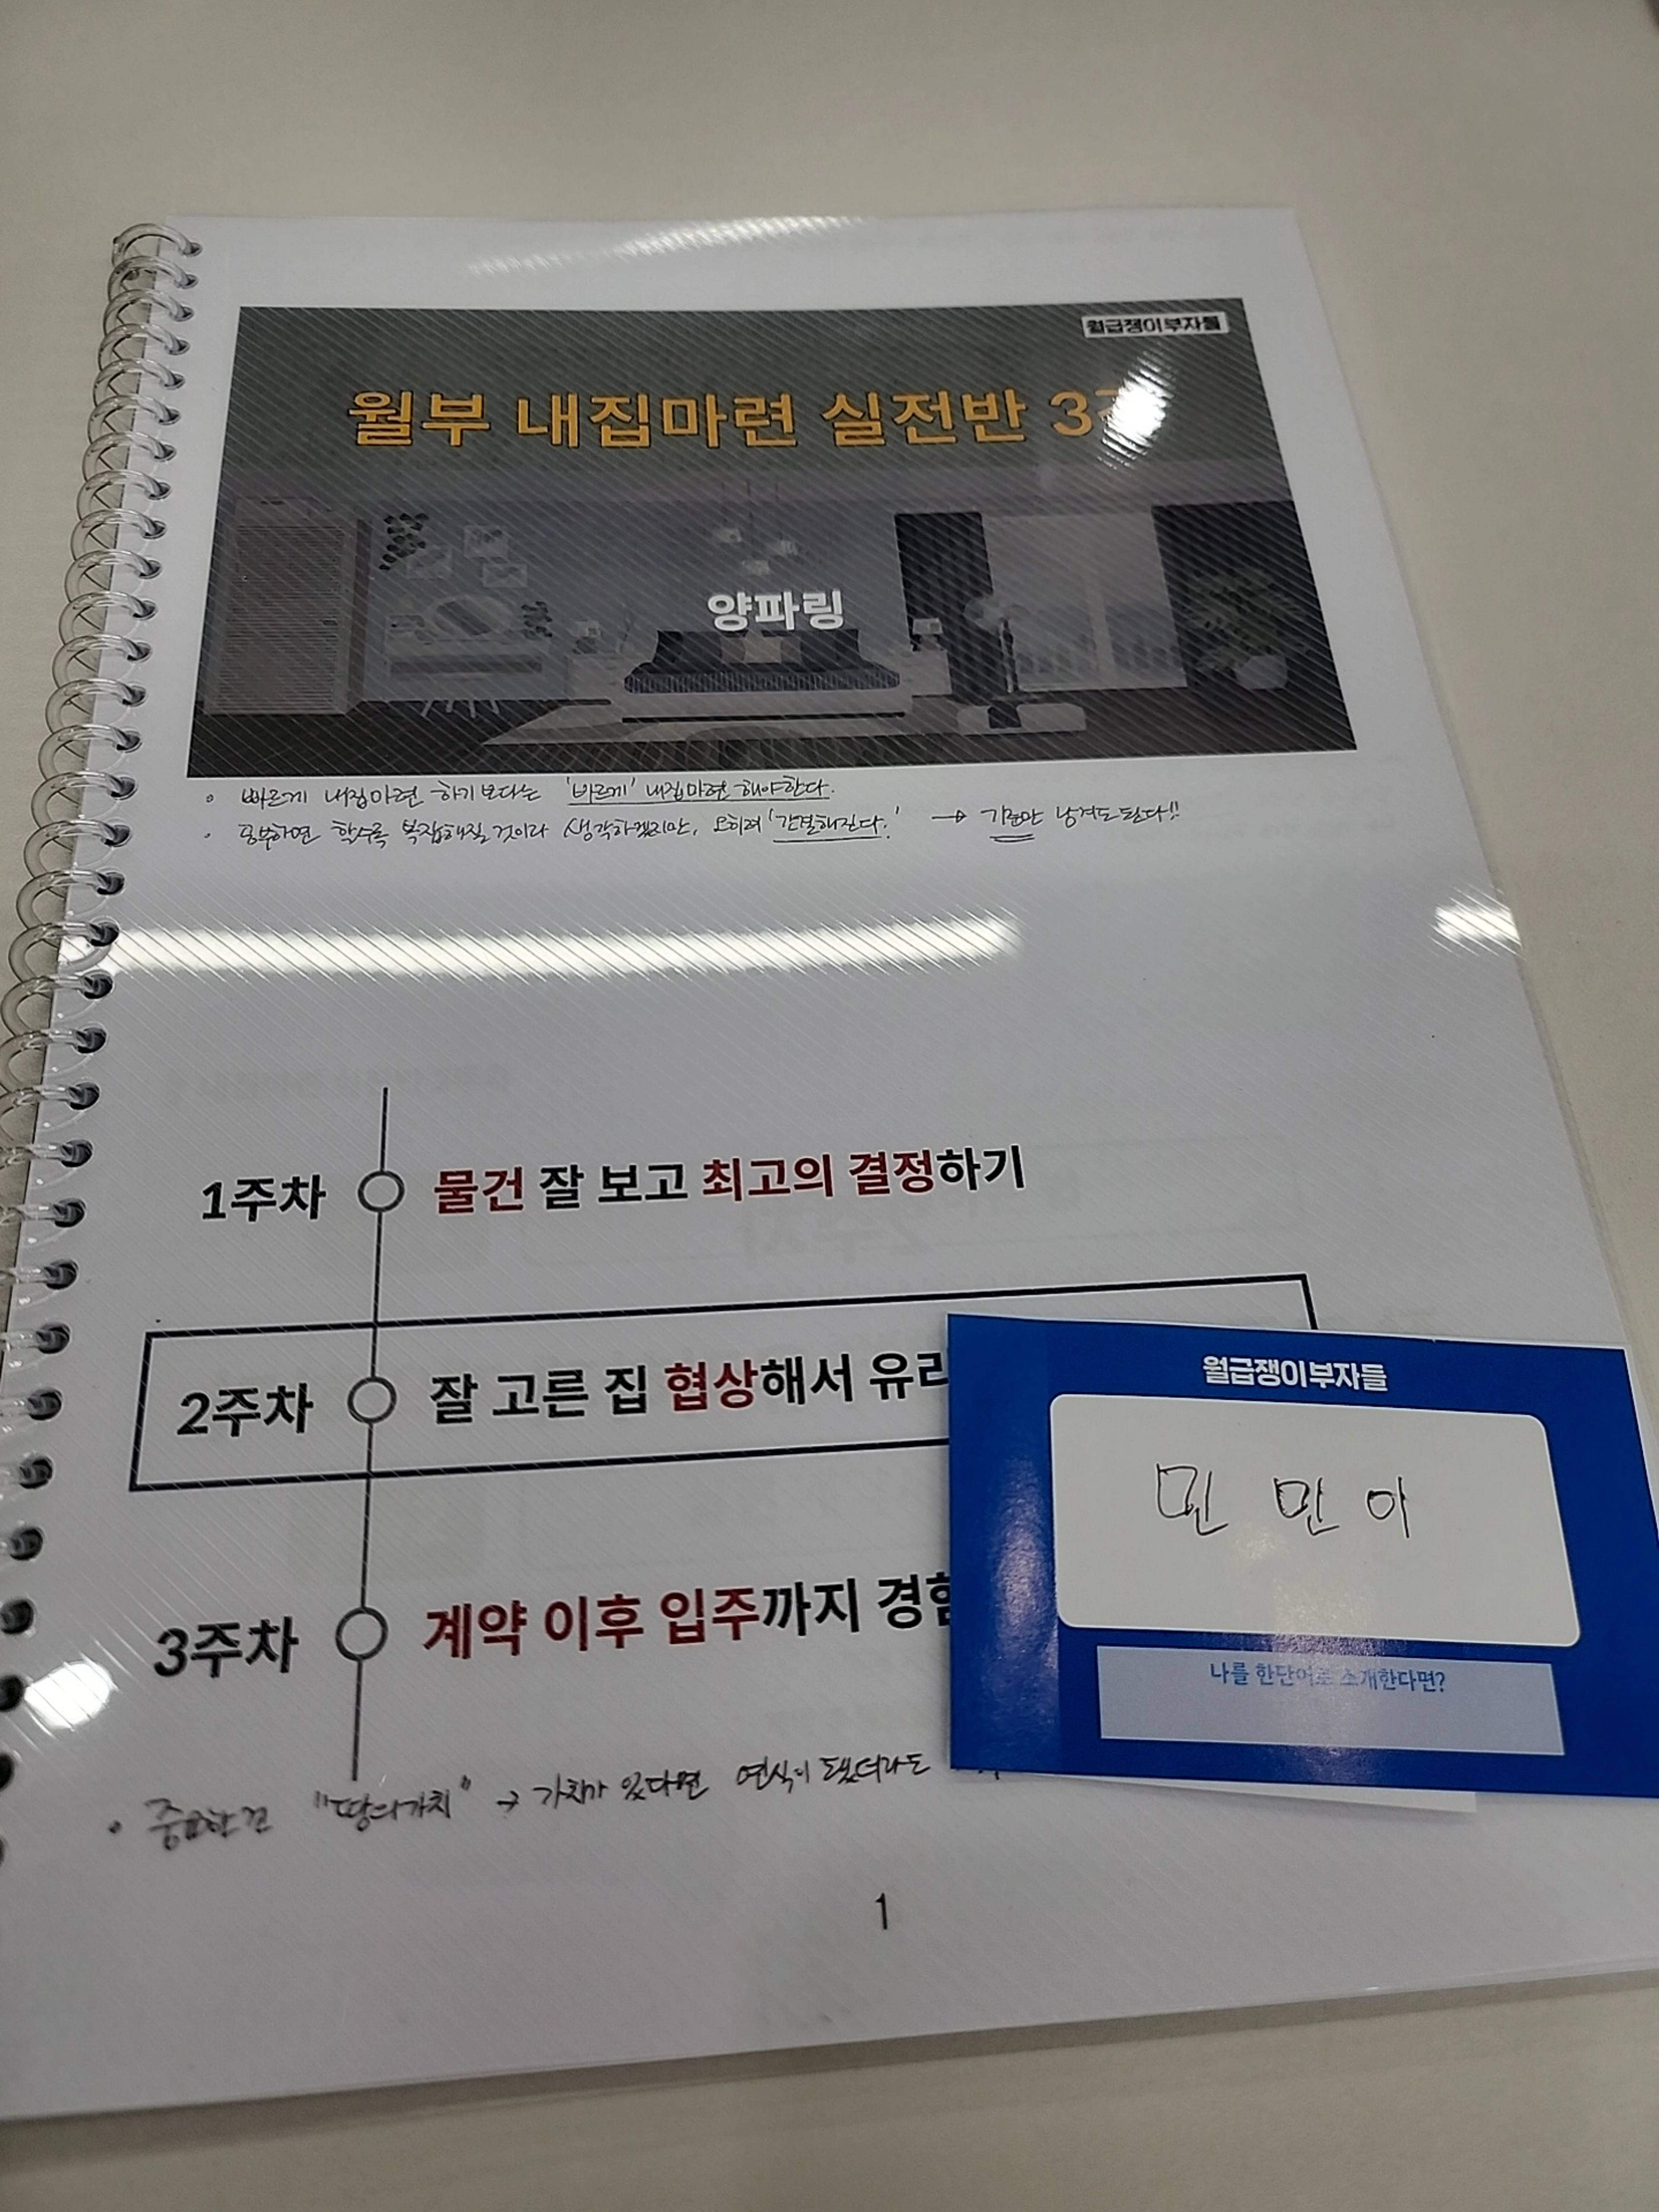 월급쟁이부자들
월부 내집마련 실전반 3
양파링
• 빠르게 내집마련 하기 보다는 '바르게' 내집마련 해야한다.
• 공부하면 할수록 복잡해질 것이라 생각하겠지만, 오히려 '간결해진다.' → 기준만 남겨도 된다!!
1주차 물건 잘 보고 최고의 결정하기
2주차 잘 고른 집 협상해서 유리
3주차 계약 이후 입주까지 경험
• 중요한 건 "땅의가치" → 가치가 있다면 연식이 됐더라도
1
월급쟁이부자들
민 만 아
나를 한단어로 소개한다면?